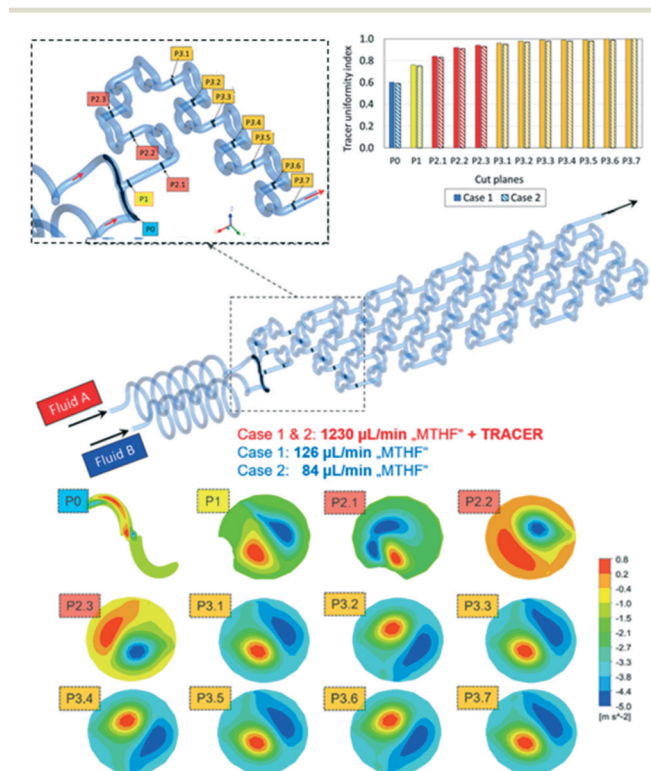 P3.1
P3.2
P3.3
P2.3
P3.4
P3.5
P2.2
P3.6
P2.1
P3.7
P1
P0
Tracer uniformity index
1.0
0.8
0.6
0.4
0.2
0.0
P0 P1 P2.1 P2.2 P2.3 P3.1 P3.2 P3.3 P3.4 P3.5 P3.6 P3.7
Cut planes
Case 1 Case 2
Fluid A
Fluid B
Case 1 & 2: 1230 µL/min „MTHF“ + TRACER
Case 1: 126 µL/min „MTHF“
Case 2: 84 µL/min „MTHF“
P0 P1 P2.1 P2.2
P2.3 P3.1 P3.2 P3.3
P3.4 P3.5 P3.6 P3.7
0.8
0.2
-0.4
-1.0
-1.5
-2.1
-2.7
-3.3
-3.8
-4.4
-5.0
[m s^-2]